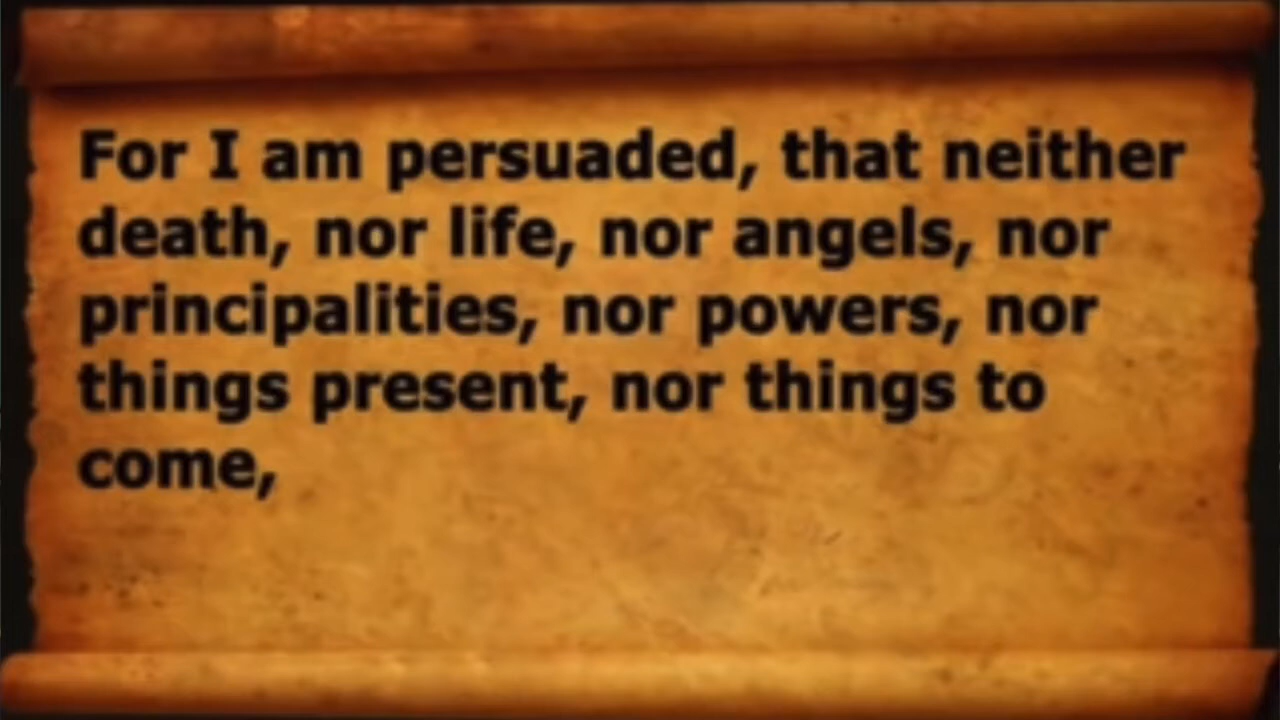 For I am persuaded, that neither
death, nor life, nor angels, nor
principalities, nor powers, nor
things present, nor things to
come,